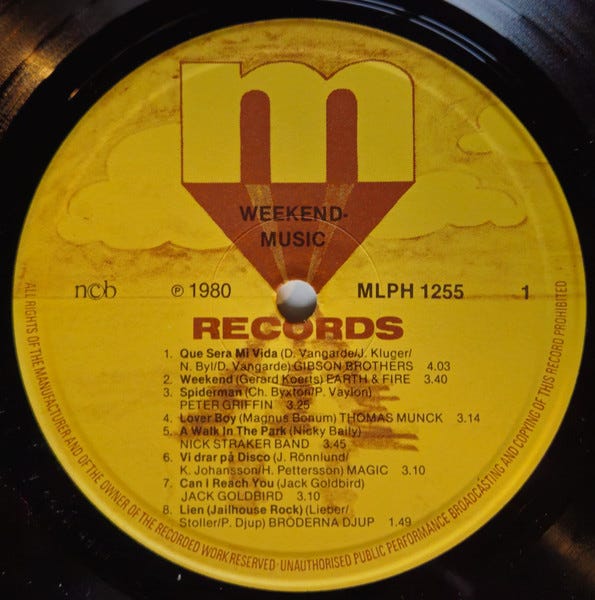 m
WEEKEND-
MUSIC
ncb ℗ 1980 MLPH 1255 1
RECORDS
1. Que Sera Mi Vida (D. Vangarde/J. Kluger/
N. Byl/D. Vangarde) GIBSON BROTHERS 4.03
2. Weekend (Gerard Koerts) EARTH & FIRE 3.40
3. Spiderman (Ch. Byxton/P. Vaylon)
PETER GRIFFIN 3.25
4. Lover Boy (Magnus Bonum) THOMAS MUNCK 3.14
5. A Walk In The Park (Nicky Bailly)
NICK STRAKER BAND 3.45
6. Vi drar på Disco (J. Rönnlund/
K. Johansson/H. Pettersson) MAGIC 3.10
7. Can I Reach You (Jack Goldbird)
JACK GOLDBIRD 3.10
8. Lien (Jailhouse Rock) (Lieber/
Stoller/P. Djup) BRÖDERNA DJUP 1.49
ALL RIGHTS OF THE MANUFACTURER AND OF THE OWNER OF THE RECORDED WORK RESERVED · UNAUTHORISED PUBLIC PERFORMANCE BROADCASTING AND COPYING OF THIS RECORD PROHIBITED